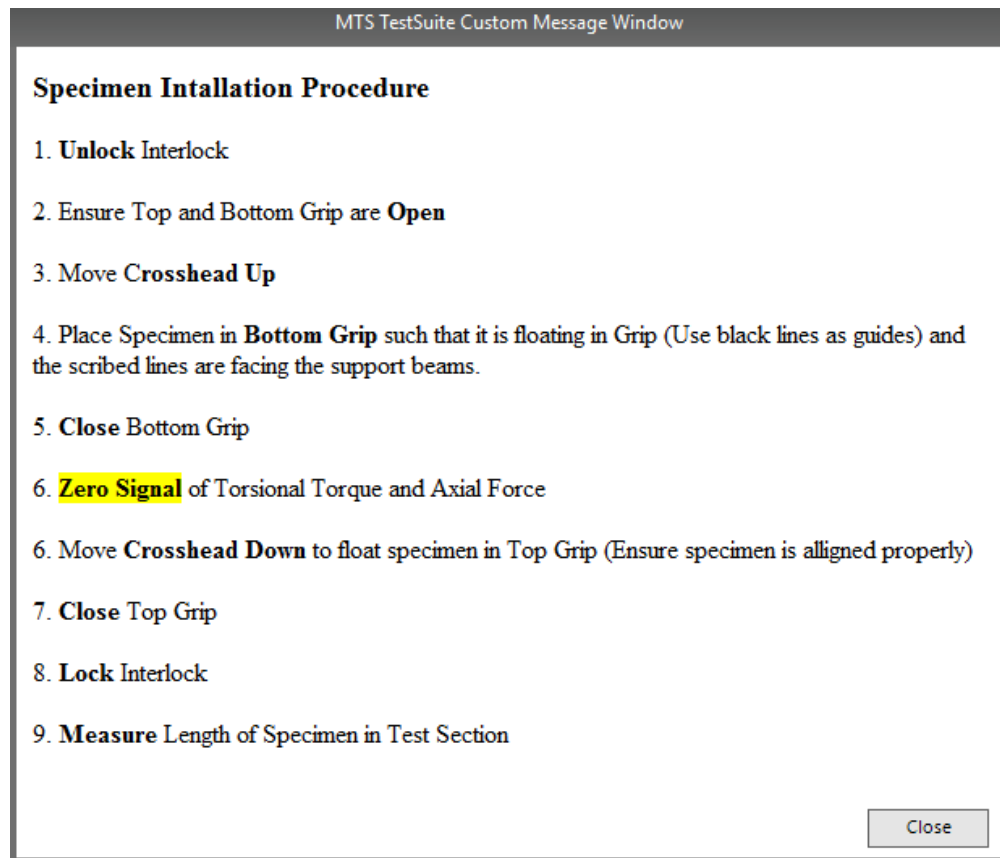 MTS TestSuite Custom Message Window
Specimen Intallation Procedure
1. Unlock Interlock
2. Ensure Top and Bottom Grip are Open
3. Move Crosshead Up
4. Place Specimen in Bottom Grip such that it is floating in Grip (Use black lines as guides) and
the scribed lines are facing the support beams.
5. Close Bottom Grip
6. Zero Signal of Torsional Torque and Axial Force
6. Move Crosshead Down to float specimen in Top Grip (Ensure specimen is alligned properly)
7. Close Top Grip
8. Lock Interlock
9. Measure Length of Specimen in Test Section
Close